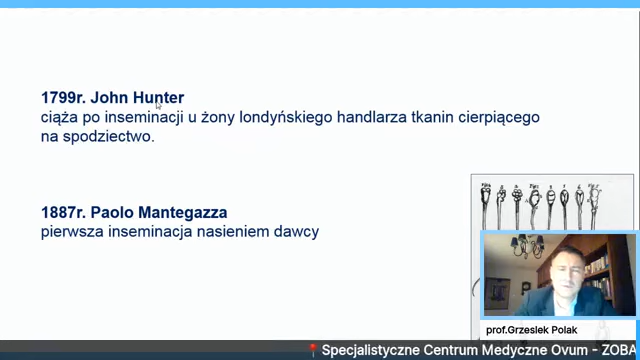 1799r. John Hunter
ciąża po inseminacji u żony londyńskiego handlarza tkanin cierpiącego
na spodziectwo.
1887r. Paolo Mantegazza
pierwsza inseminacja nasieniem dawcy
prof.Grzesiek Polak
Specjalistyczne Centrum Medyczne Ovum - ZOBA